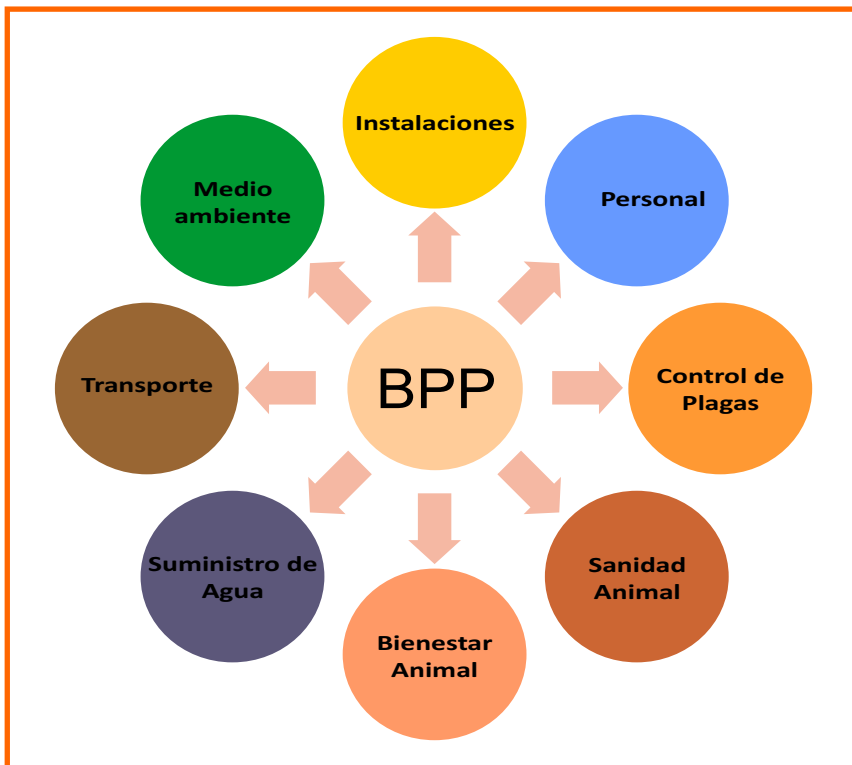 Instalaciones
Personal
Control de
Plagas
Sanidad
Animal
Bienestar
Animal
Suministro de
Agua
Transporte
Medio
ambiente
BPP